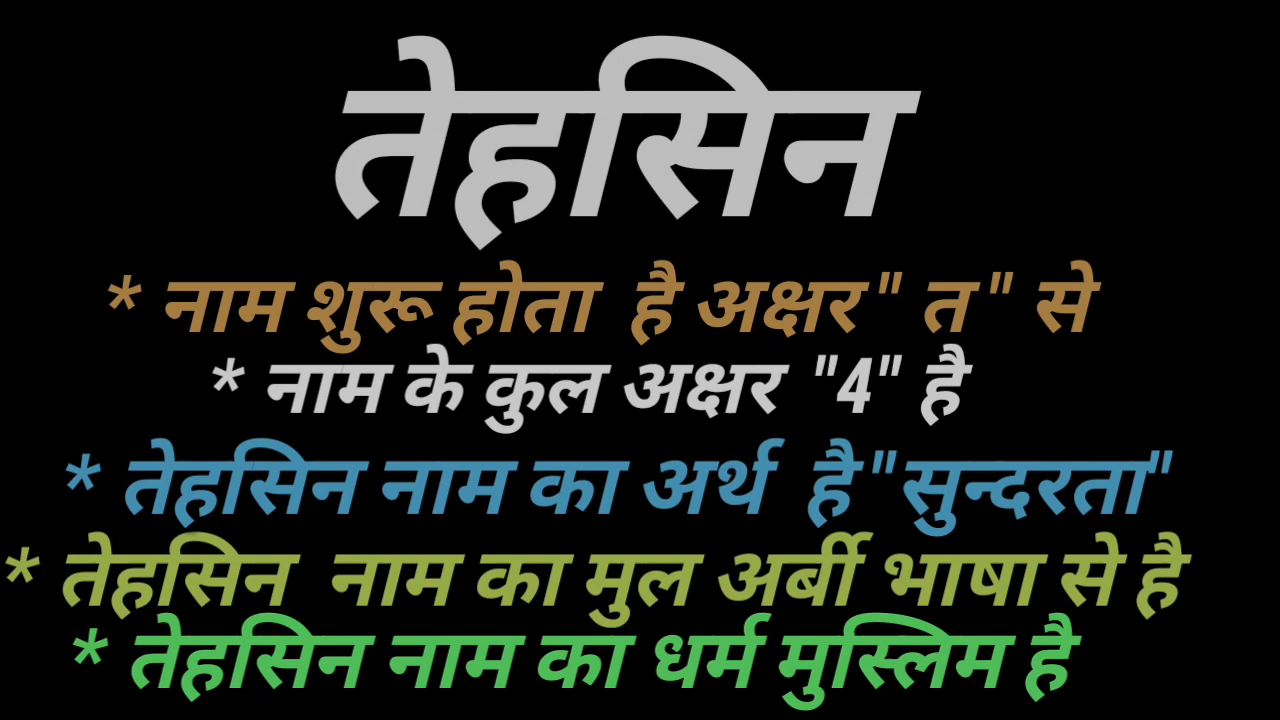 तेहसिन
* नाम शुरू होता है अक्षर " त " से
* नाम के कुल अक्षर "4" है
* तेहसिन नाम का अर्थ है "सुन्दरता"
* तेहसिन नाम का मुल अर्बी भाषा से है
* तेहसिन नाम का धर्म मुस्लिम है